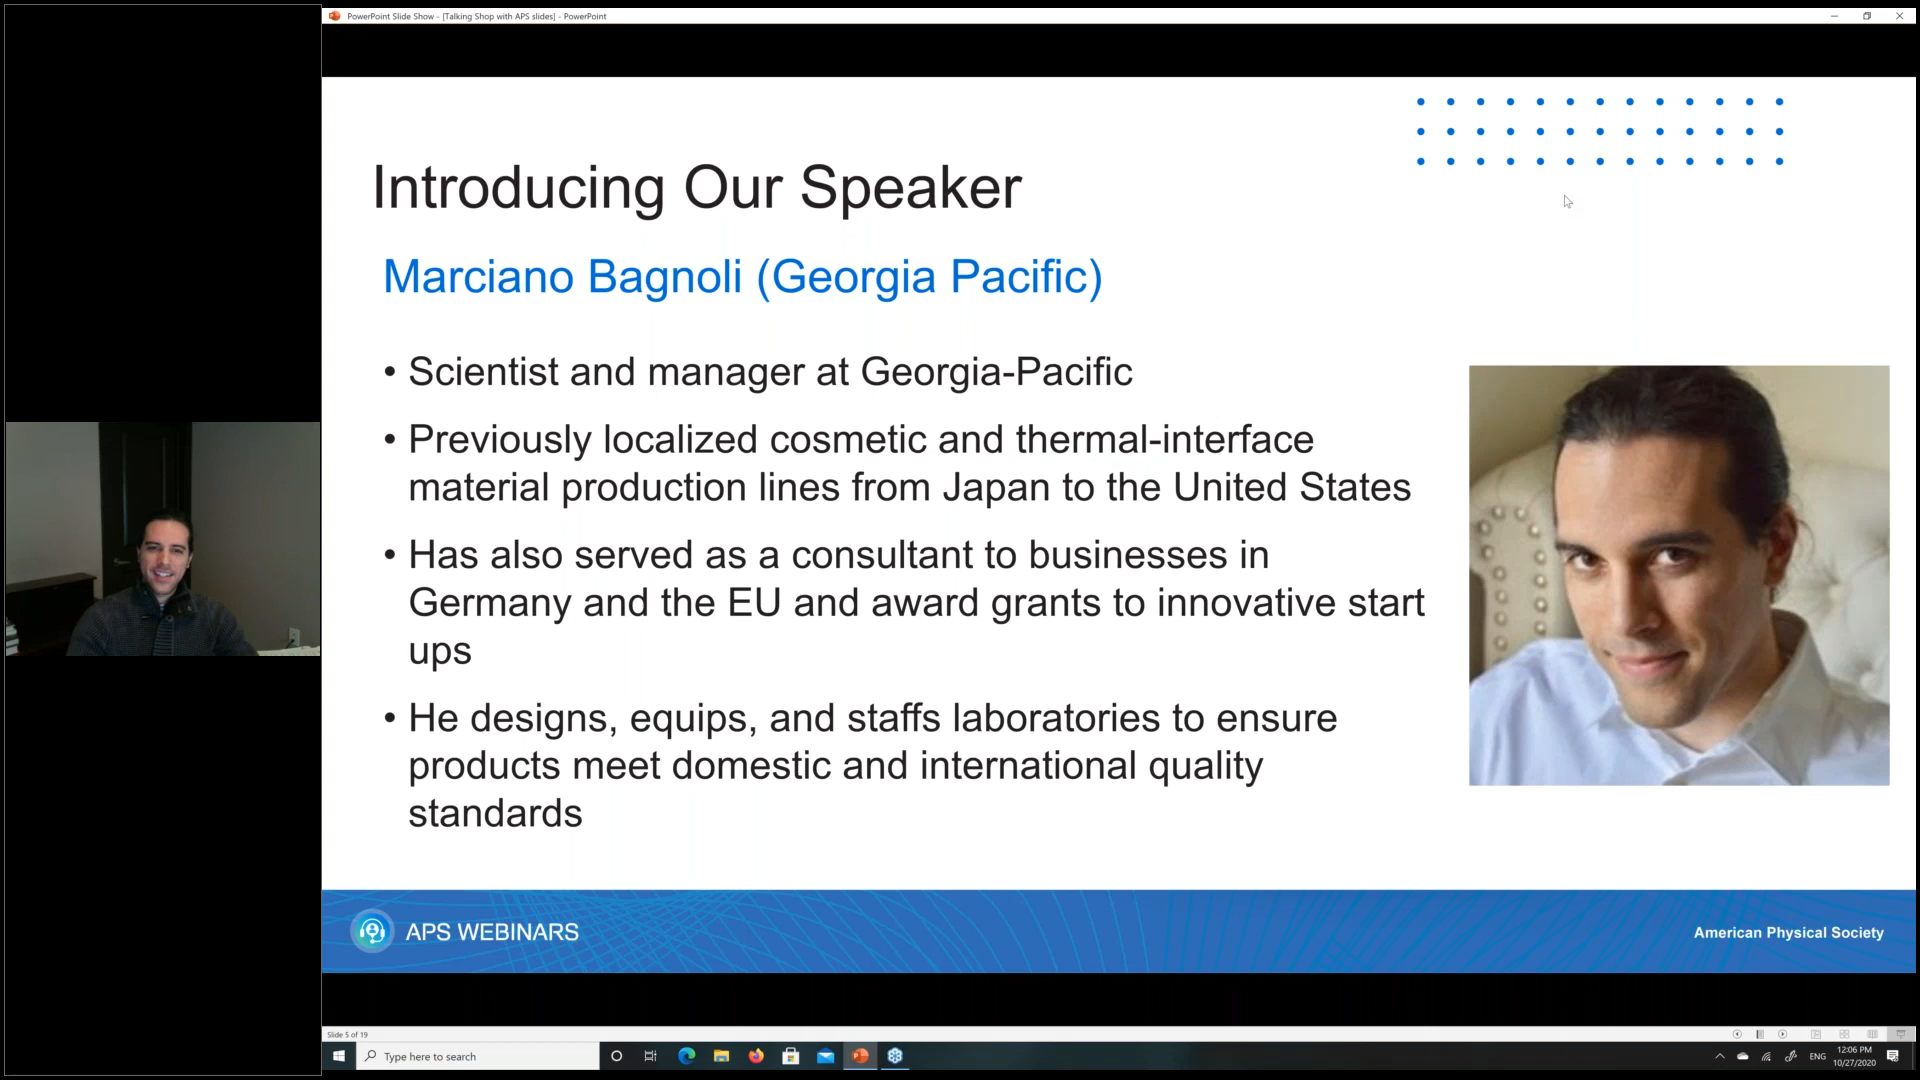 PowerPoint Slide Show - [Talking Shop with APS slides] - PowerPoint
Introducing Our Speaker
Marciano Bagnoli (Georgia Pacific)
• Scientist and manager at Georgia-Pacific
• Previously localized cosmetic and thermal-interface
material production lines from Japan to the United States
• Has also served as a consultant to businesses in
Germany and the EU and award grants to innovative start
ups
• He designs, equips, and staffs laboratories to ensure
products meet domestic and international quality
standards
APS WEBINARS
American Physical Society
Slide 5 of 19
Type here to search
ENG
12:06 PM
10/27/2020